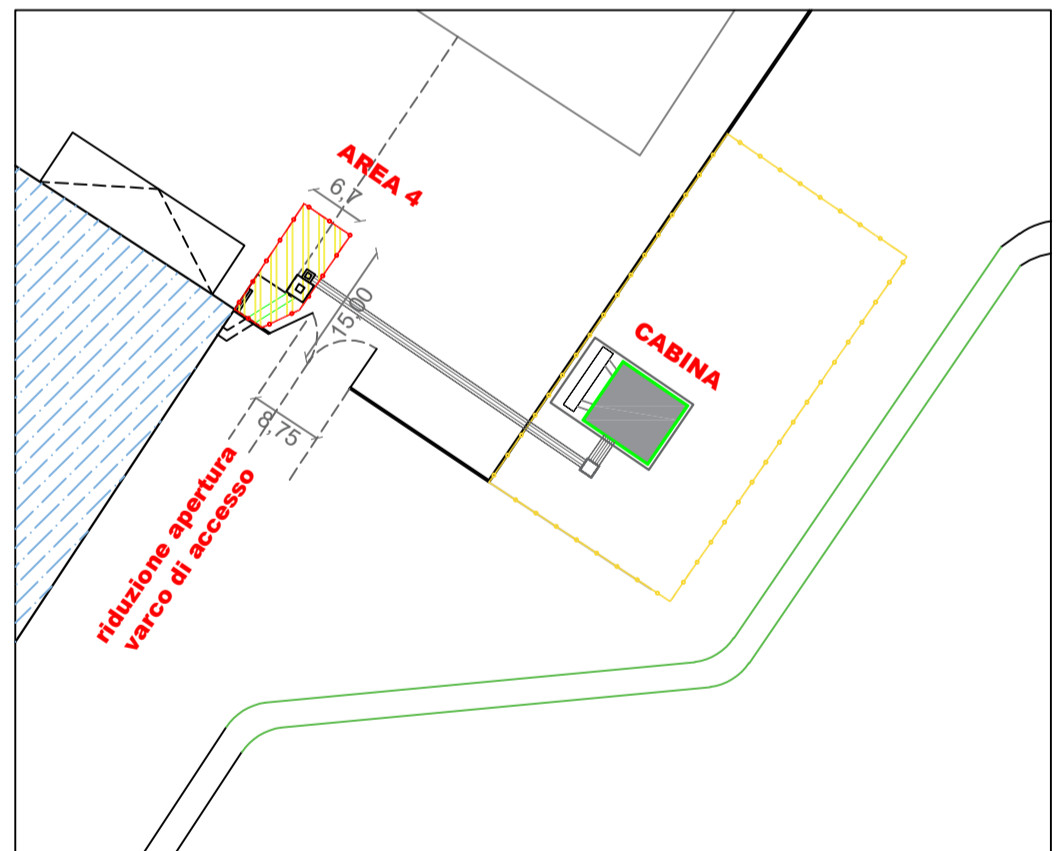 AREA 4
6,7
15,00
CABINA
8,75
riduzione apertura
varco di accesso